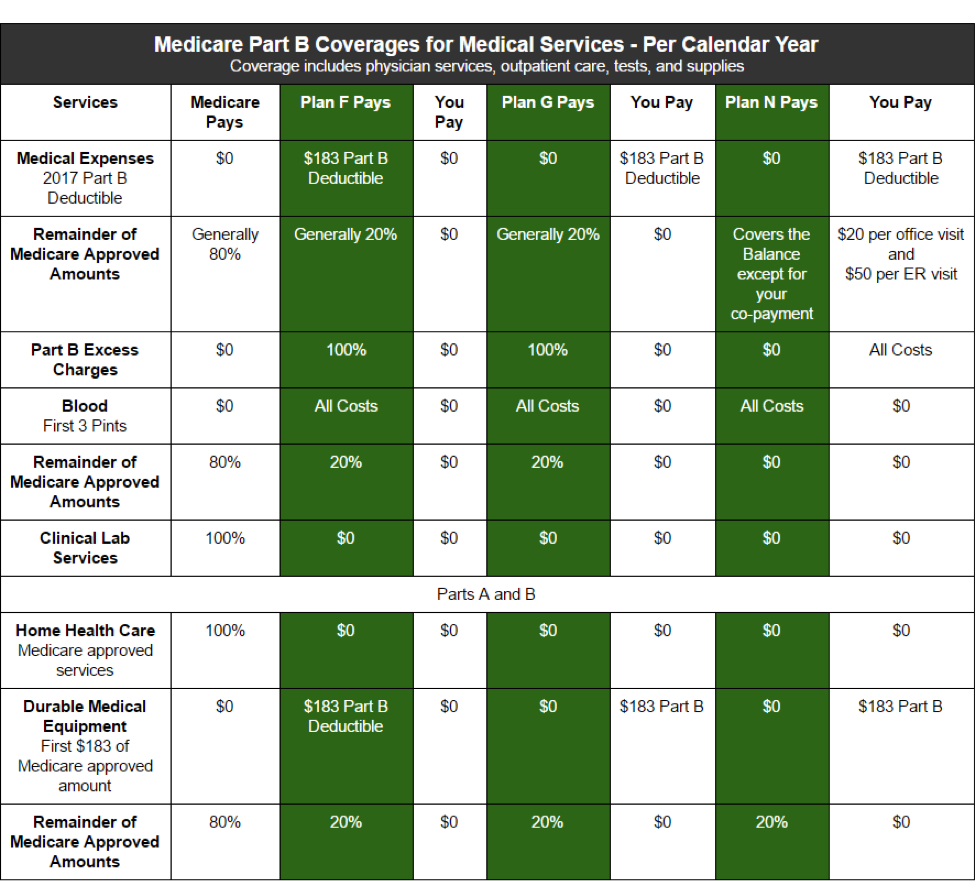 Medicare Part B Coverages for Medical Services - Per Calendar Year
Coverage includes physician services, outpatient care, tests, and supplies
Services
Medicare
Pays
Plan F Pays
You
Pay
Plan G Pays
You Pay
Plan N Pays
You Pay
Medical Expenses
2017 Part B
Deductible
$0
$183 Part B
Deductible
$0
$0
$183 Part B
Deductible
$0
$183 Part B
Deductible
Remainder of
Medicare Approved
Amounts
Generally
80%
Generally 20%
$0
Generally 20%
$0
Covers the
Balance
except for
your
co-payment
$20 per office visit
and
$50 per ER visit
Part B Excess
Charges
$0
100%
$0
100%
$0
$0
All Costs
Blood
First 3 Pints
$0
All Costs
$0
All Costs
$0
All Costs
$0
Remainder of
Medicare Approved
Amounts
80%
20%
$0
20%
$0
$0
$0
Clinical Lab
Services
100%
$0
$0
$0
$0
$0
$0
Parts A and B
Home Health Care
Medicare approved
services
100%
$0
$0
$0
$0
$0
$0
Durable Medical
Equipment
First $183 of
Medicare approved
amount
$0
$183 Part B
Deductible
$0
$0
$183 Part B
$0
$183 Part B
Remainder of
Medicare Approved
Amounts
80%
20%
$0
20%
$0
20%
$0